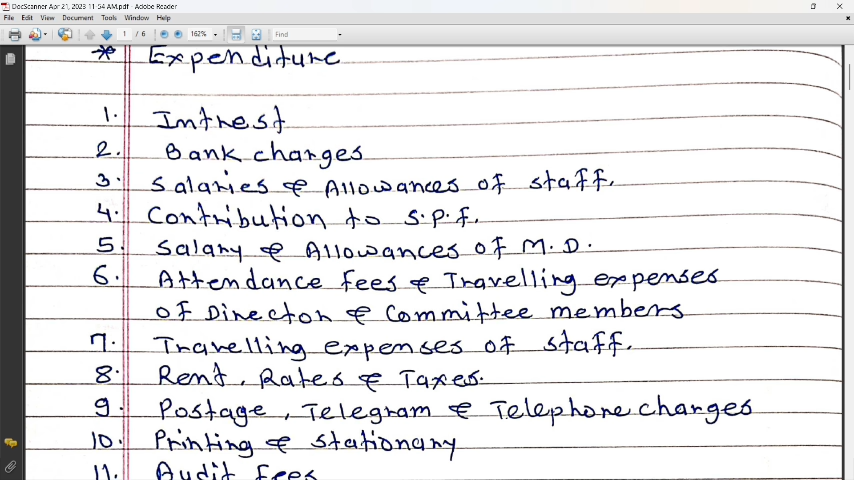 DocScanner Apr 21, 2023 11-54 AM.pdf - Adobe Reader
File Edit View Document Tools Window Help
1 / 6 162% Find
* Expenditure
1. Intrest
2. Bank charges
3. Salaries & Allowances of staff.
4. Contribution to S.P.F.
5. Salary & Allowances of M.D.
6. Attendance fees & Travelling expenses
of Director & Committee members
7. Travelling expenses of staff.
8. Rent, Rates & Taxes.
9. Postage, Telegram & Telephone charges
10. Printing & Stationary
11. Audit Fees